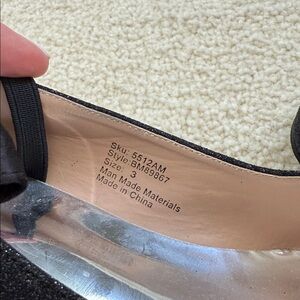 Sku: 5512AM
Style:BM89867
Size: 3
Man Made Materials
Made in China